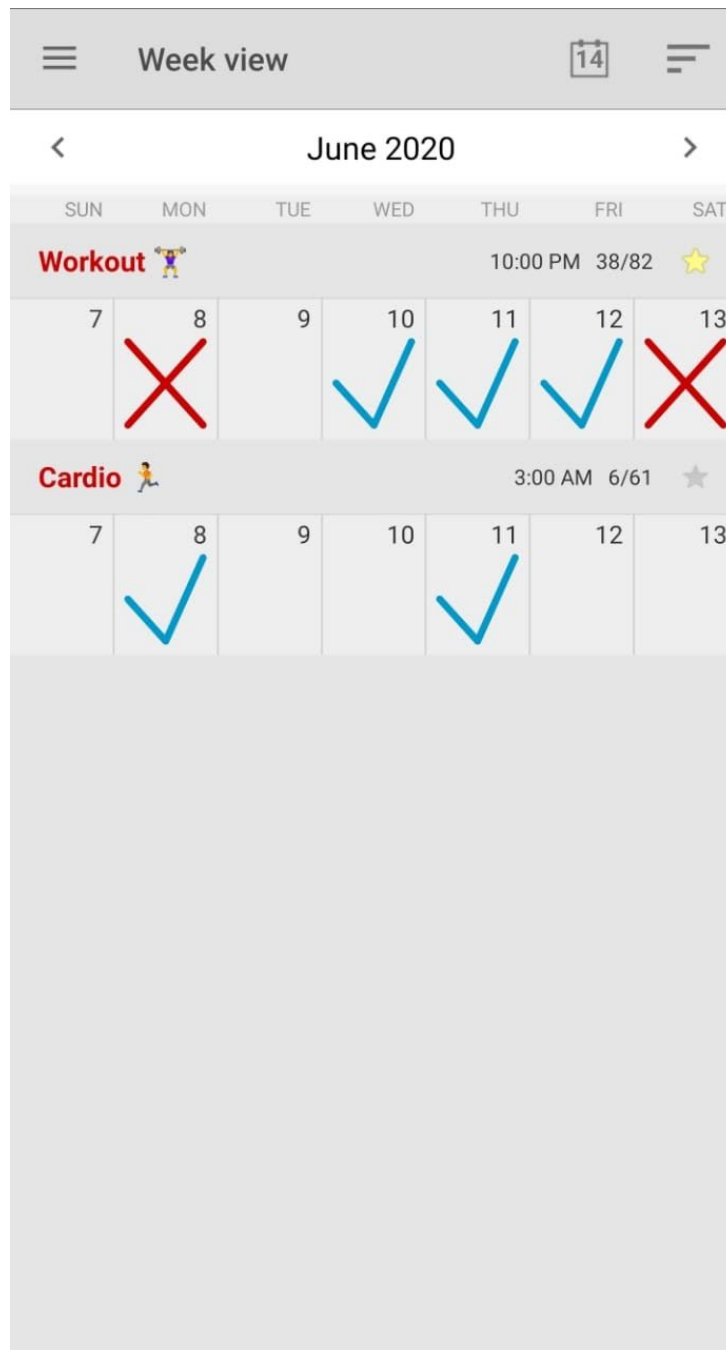 Week view 14
June 2020
SUN MON TUE WED THU FRI SAT
Workout 10:00 PM 38/82
7 8 9 10 11 12 13
Cardio 3:00 AM 6/61
7 8 9 10 11 12 13